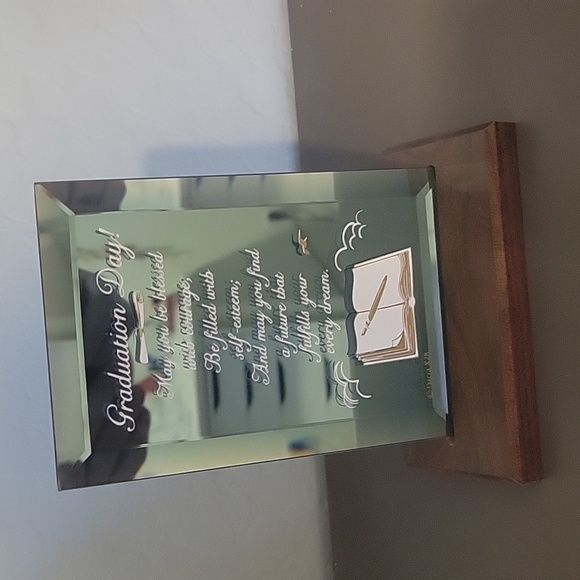 Graduation Day!
May you be blessed
with courage,
Be filled with
self-esteem;
And may you find
a future that
fulfills your
every dream.